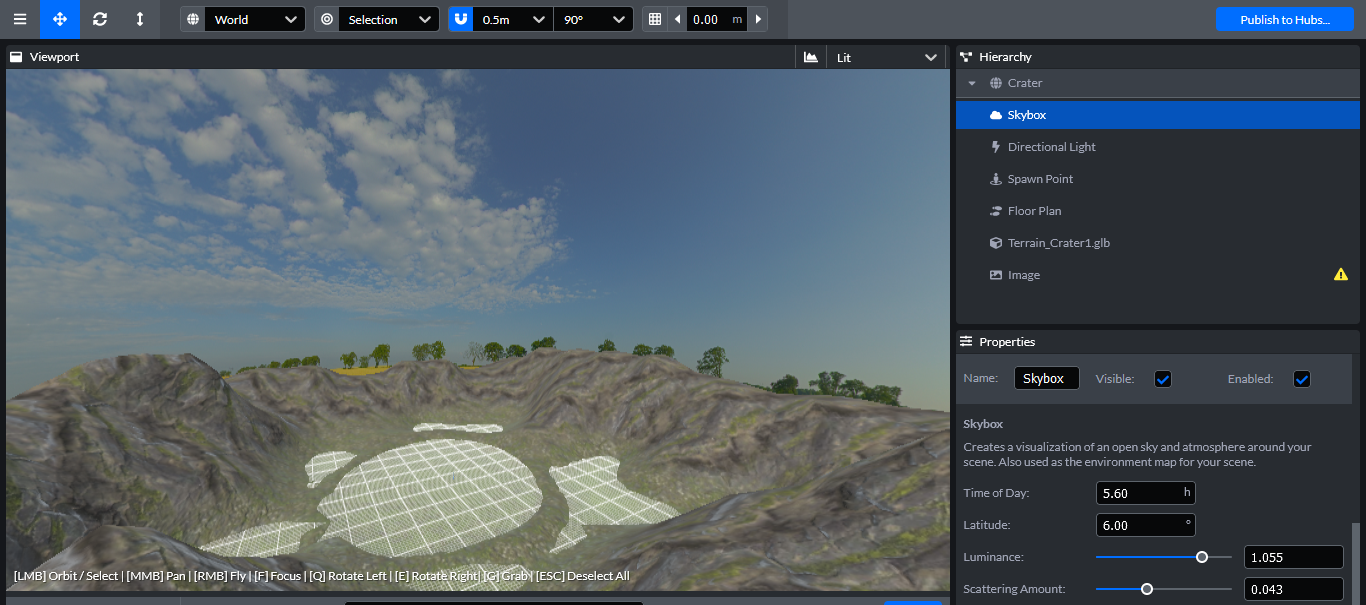 World
Selection
0.5m
90°
0.00 m
Publish to Hubs...
Viewport
Lit
Hierarchy
Crater
Skybox
Directional Light
Spawn Point
Floor Plan
Terrain_Crater1.glb
Image
Properties
Name: Skybox Visible: Enabled:
Skybox
Creates a visualization of an open sky and atmosphere around your
scene. Also used as the environment map for your scene.
Time of Day: 5.60 h
Latitude: 6.00 °
Luminance: 1.055
Scattering Amount: 0.043
[LMB] Orbit / Select | [MMB] Pan | [RMB] Fly | [F] Focus | [Q] Rotate Left | [E] Rotate Right| [G] Grab | [ESC] Deselect All